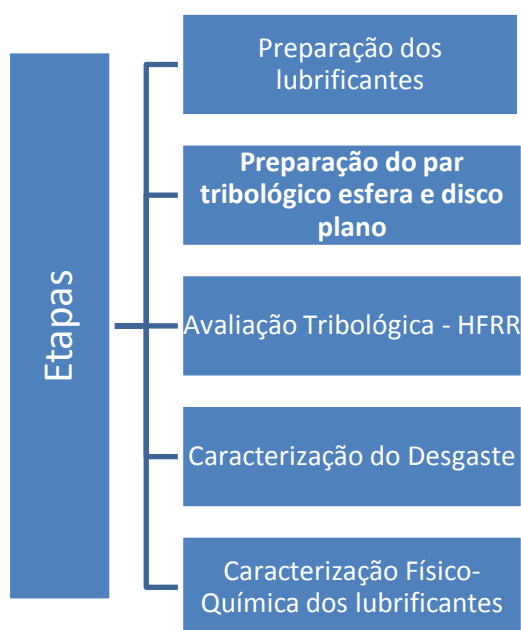 Etapas
Preparação dos
lubrificantes
Preparação do par
tribológico esfera e disco
plano
Avaliação Tribológica - HFRR
Caracterização do Desgaste
Caracterização Físico-
Química dos lubrificantes